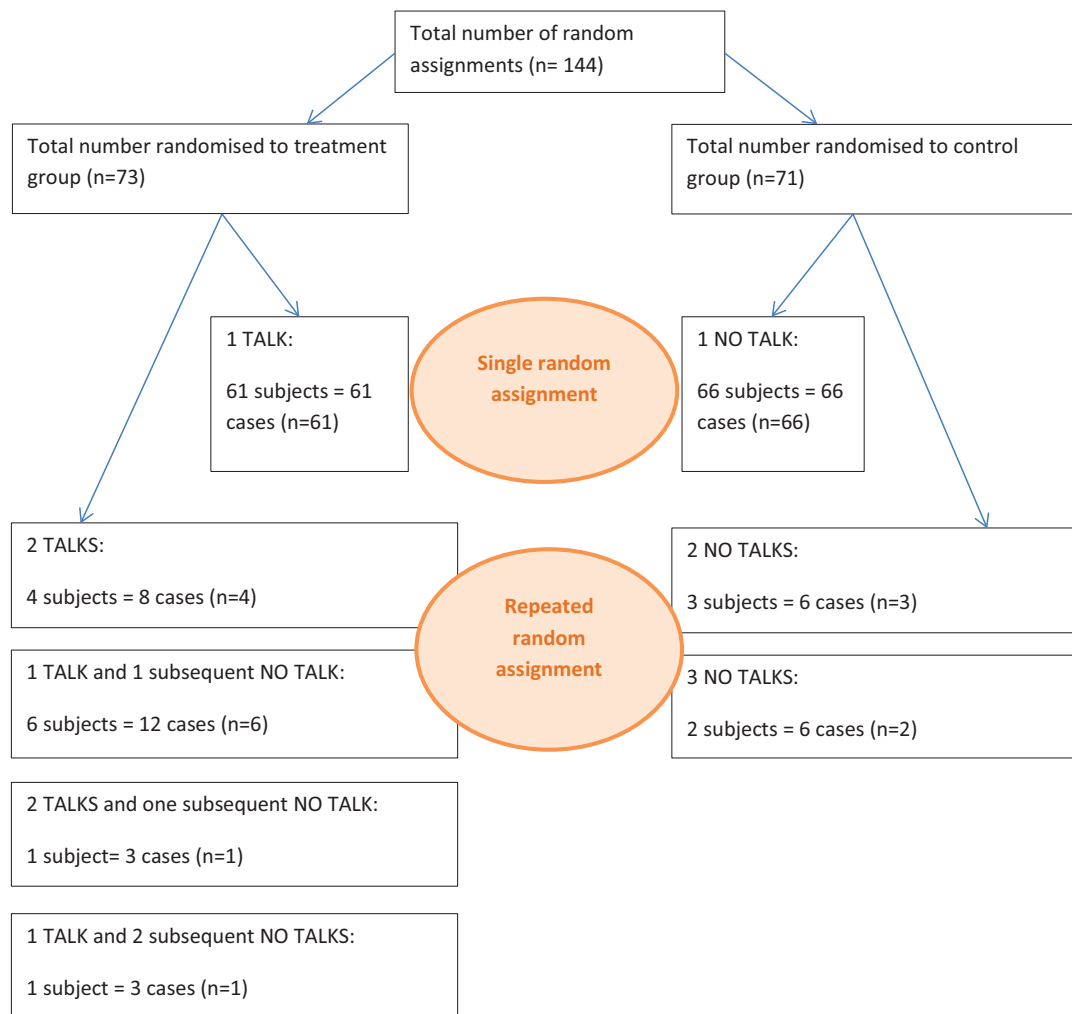 Total number of random
assignments (n= 144)
Total number randomised to treatment
group (n=73)
Total number randomised to control
group (n=71)
1 TALK:
61 subjects = 61
cases (n=61)
Single random
assignment
1 NO TALK:
66 subjects = 66
cases (n=66)
2 TALKS:
4 subjects = 8 cases (n=4)
Repeated
random
assignment
2 NO TALKS:
3 subjects = 6 cases (n=3)
1 TALK and 1 subsequent NO TALK:
6 subjects = 12 cases (n=6)
3 NO TALKS:
2 subjects = 6 cases (n=2)
2 TALKS and one subsequent NO TALK:
1 subject= 3 cases (n=1)
1 TALK and 2 subsequent NO TALKS:
1 subject = 3 cases (n=1)